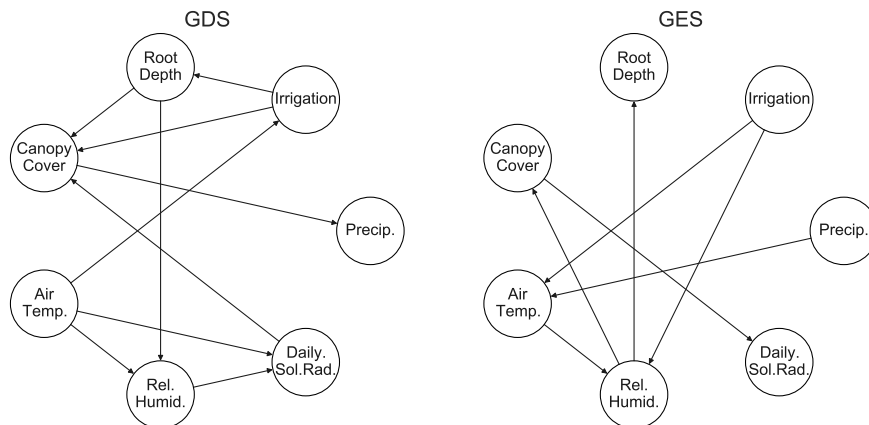 GDS
Root
Depth
Irrigation
Canopy
Cover
Precip.
Air
Temp.
Daily.
Sol.Rad.
Rel.
Humid.
GES
Root
Depth
Irrigation
Canopy
Cover
Precip.
Air
Temp.
Daily.
Sol.Rad.
Rel.
Humid.